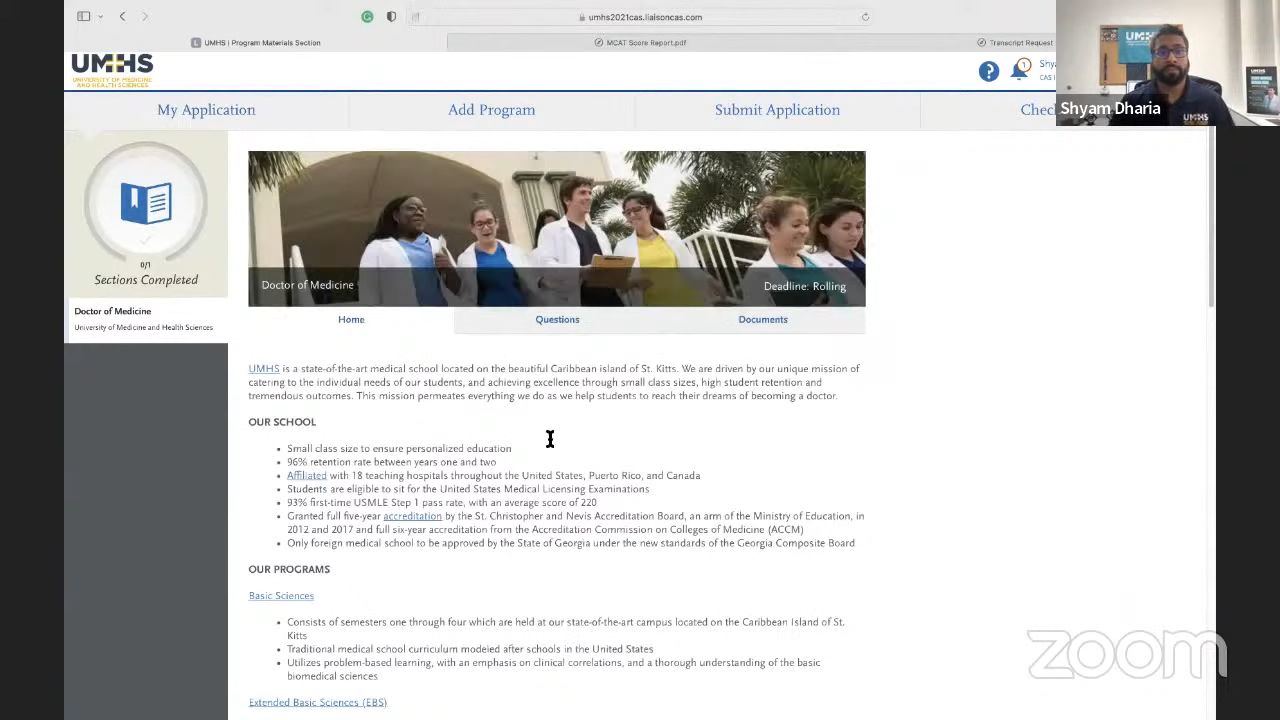 umhs2021cas.liaisoncas.com
UMHS | Program Materials Section
MCAT Score Report.pdf
Transcript Request
UMHS
UNIVERSITY OF MEDICINE
AND HEALTH SCIENCES
?
1
Shy
CAS I
UMHS
Shyam Dharia
My Application
Add Program
Submit Application
Chec
0/1
Sections Completed
Doctor of Medicine
University of Medicine and Health Sciences
Doctor of Medicine
Deadline: Rolling
Home
Questions
Documents
UMHS is a state-of-the-art medical school located on the beautiful Caribbean island of St. Kitts. We are driven by our unique mission of
catering to the individual needs of our students, and achieving excellence through small class sizes, high student retention and
tremendous outcomes. This mission permeates everything we do as we help students to reach their dreams of becoming a doctor.
OUR SCHOOL
• Small class size to ensure personalized education
• 96% retention rate between years one and two
• Affiliated with 18 teaching hospitals throughout the United States, Puerto Rico, and Canada
• Students are eligible to sit for the United States Medical Licensing Examinations
• 93% first-time USMLE Step 1 pass rate, with an average score of 220
• Granted full five-year accreditation by the St. Christopher and Nevis Accreditation Board, an arm of the Ministry of Education, in
2012 and 2017 and full six-year accreditation from the Accreditation Commission on Colleges of Medicine (ACCM)
• Only foreign medical school to be approved by the State of Georgia under the new standards of the Georgia Composite Board
OUR PROGRAMS
Basic Sciences
• Consists of semesters one through four which are held at our state-of-the-art campus located on the Caribbean Island of St.
Kitts
• Traditional medical school curriculum modeled after schools in the United States
• Utilizes problem-based learning, with an emphasis on clinical correlations, and a thorough understanding of the basic
biomedical sciences
Extended Basic Sciences (EBS)
zoom